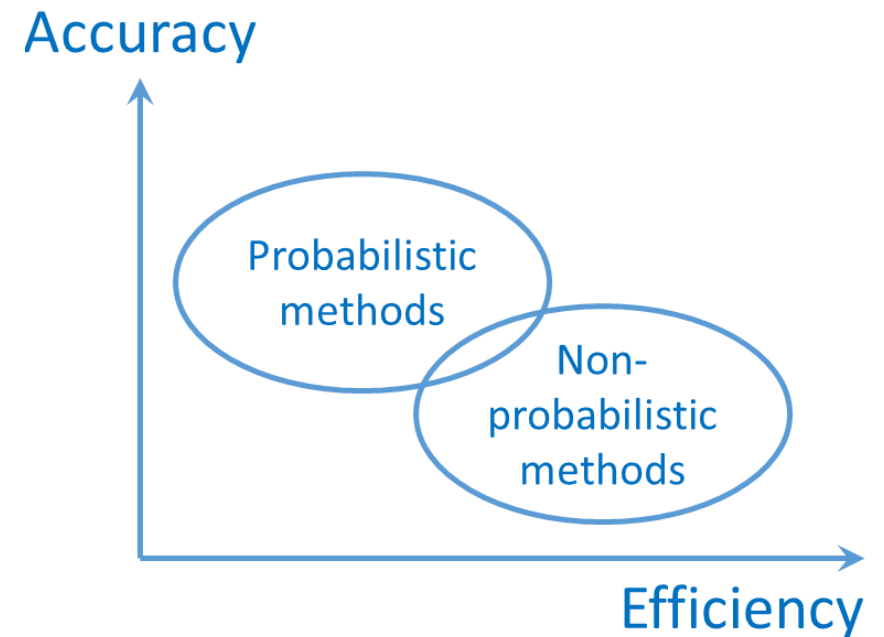 Accuracy
Probabilistic
methods
Non-
probabilistic
methods
Efficiency